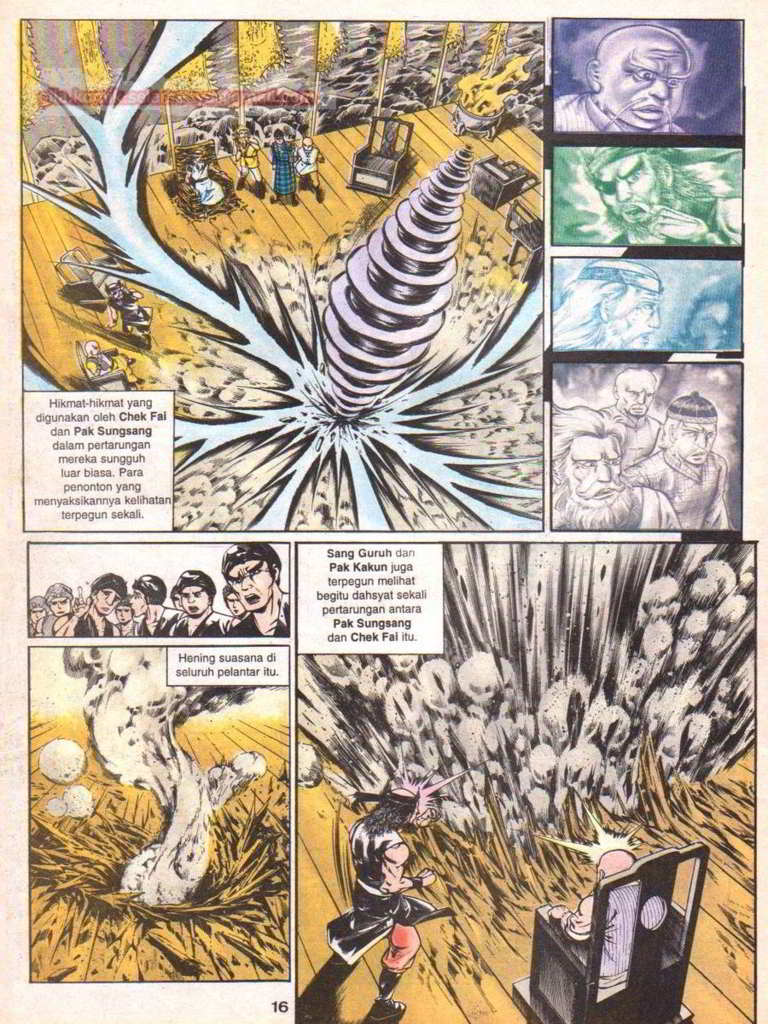 Hikmat-hikmat yang
digunakan oleh Chek Fai
dan Pak Sungsang
dalam pertarungan
mereka sungguh
luar biasa. Para
penonton yang
menyaksikannya kelihatan
terpegun sekali.
Sang Guruh dan
Pak Kakun juga
terpegun melihat
begitu dahsyat sekali
pertarungan antara
Pak Sungsang
dan Chek Fai itu.
Hening suasana di
seluruh pelantar itu.
16